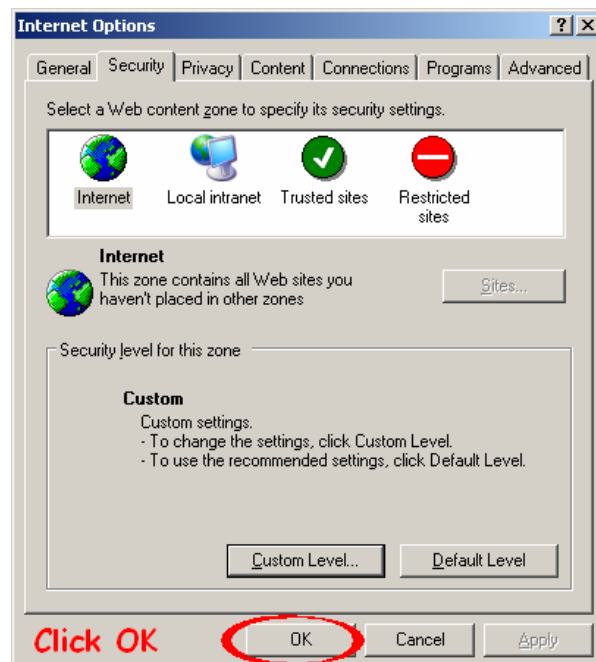 Internet Options
General Security Privacy Content Connections Programs Advanced
Select a Web content zone to specify its security settings.
Internet Local intranet Trusted sites Restricted
sites
Internet
This zone contains all Web sites you
haven't placed in other zones
Sites...
Security level for this zone
Custom
Custom settings.
- To change the settings, click Custom Level.
- To use the recommended settings, click Default Level.
Custom Level... Default Level
Click OK OK Cancel Apply